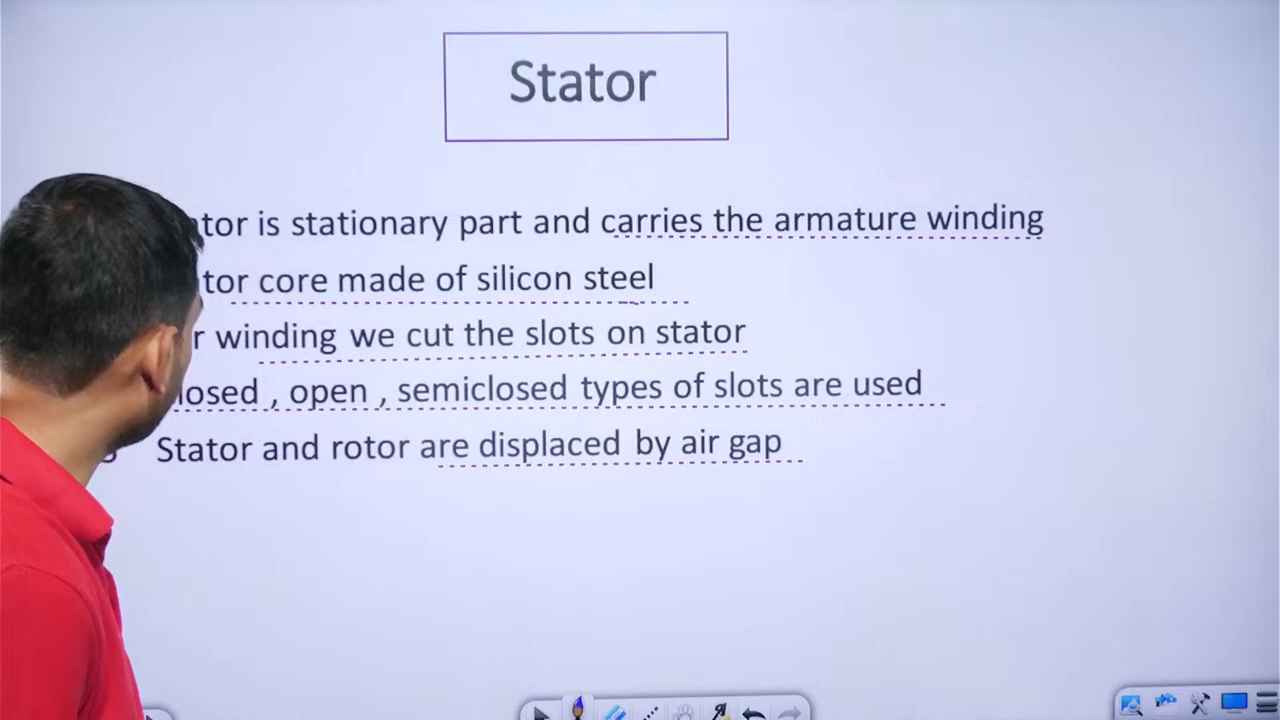 Stator
tor is stationary part and carries the armature winding
tor core made of silicon steel
r winding we cut the slots on stator
losed , open , semiclosed types of slots are used
Stator and rotor are displaced by air gap